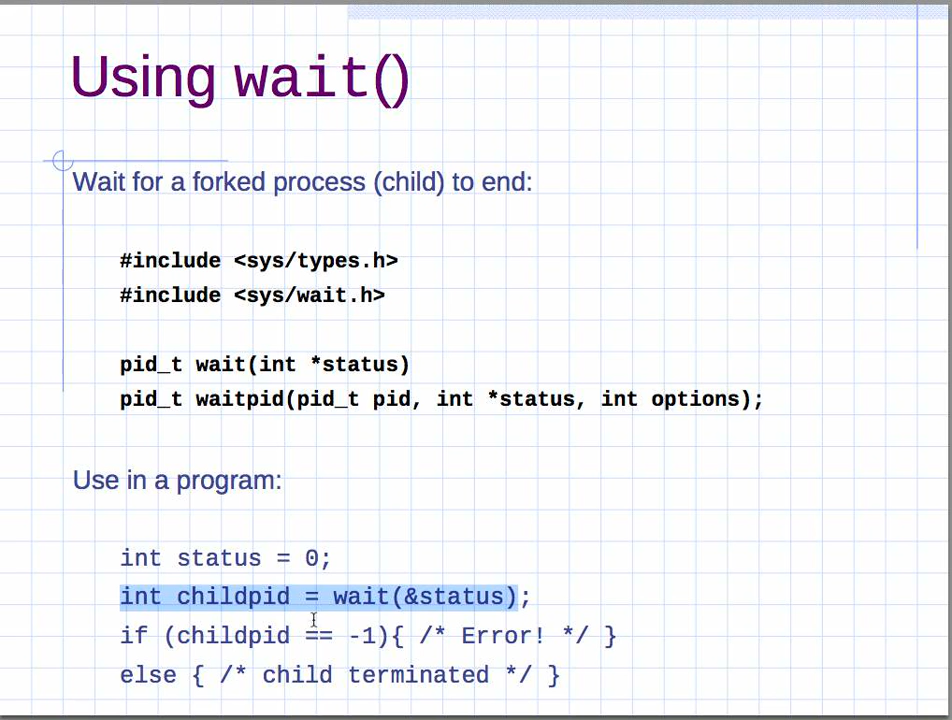 Using wait()
Wait for a forked process (child) to end:
#include <sys/types.h>
#include <sys/wait.h>
pid_t wait(int *status)
pid_t waitpid(pid_t pid, int *status, int options);
Use in a program:
int status = 0;
int childpid = wait(&status);
if (childpid == -1){ /* Error! */ }
else { /* child terminated */ }